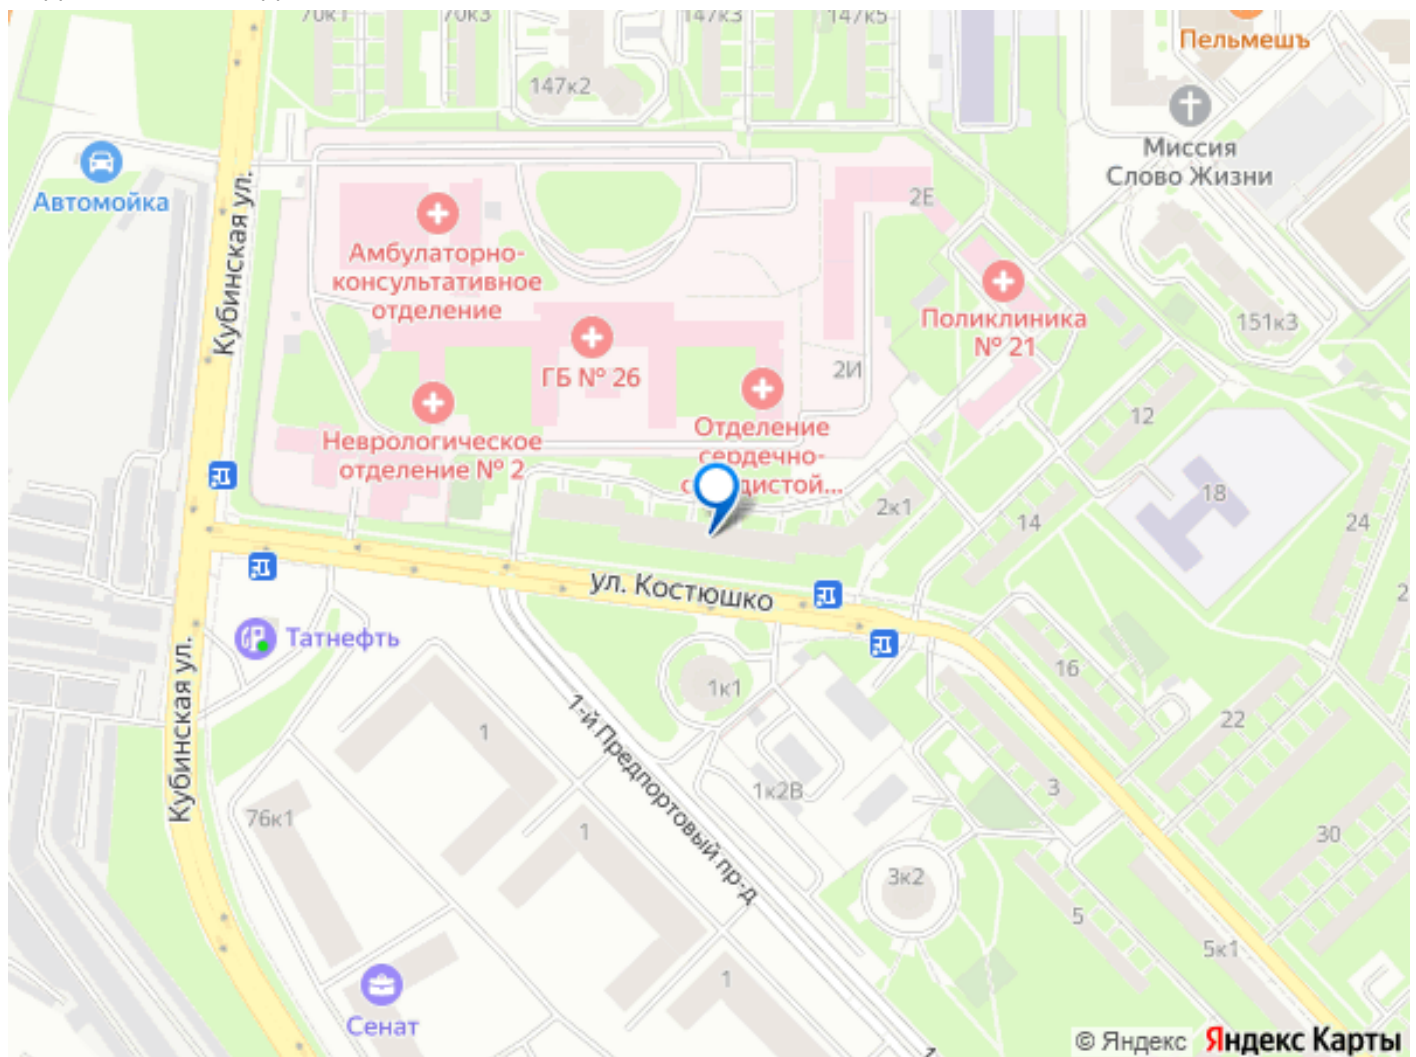 70к1
70к3
147к3
147к5
Пельмешъ
147к2
Миссия
Слово Жизни
Автомойка
2Е
Кубинская ул.
Амбулаторно-
консультативное
отделение
Поликлиника
№ 21
151к3
ГБ № 26
2И
12
Неврологическое
отделение № 2
Отделение
сердечно-
2к1
18
14
24
ул. Костюшко
Татнефть
16
1к1
22
Кубинская ул.
1
1-й Предпортовый пр-д
1к2В
3
76к1
1
30
3к2
5
5к1
1
Сенат
© Яндекс Яндекс Карты